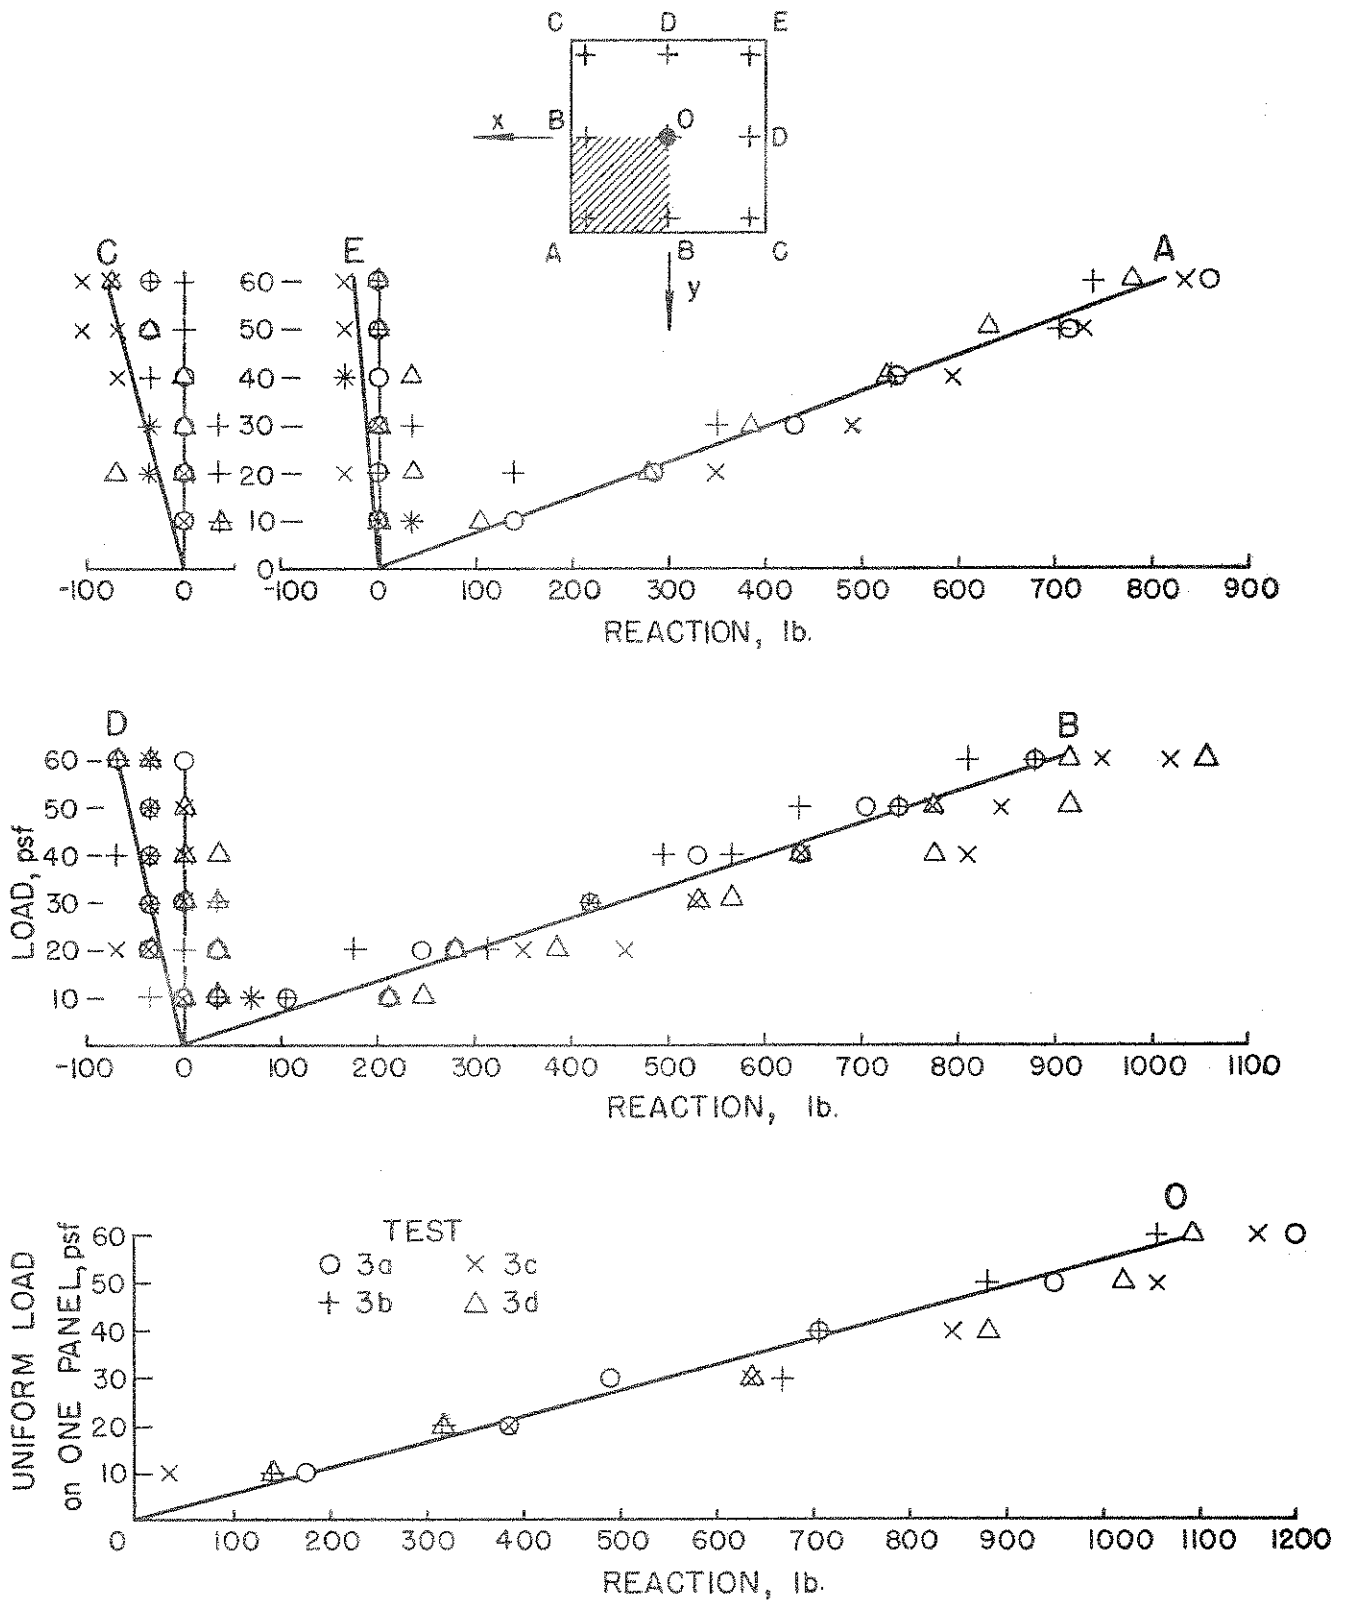 C D E
x B O D
A B C
y
C E A
60 50 40 30 20 10 0
-100 0 -100 0 100 200 300 400 500 600 700 800 900
REACTION, lb.
D B
LOAD, psf
60 50 40 30 20 10
-100 0 100 200 300 400 500 600 700 800 900 1000 1100
REACTION, lb.
O
UNIFORM LOAD
on ONE PANEL, psf
60 50 40 30 20 10
TEST
3a 3c
3b 3d
0 100 200 300 400 500 600 700 800 900 1000 1100 1200
REACTION, lb.